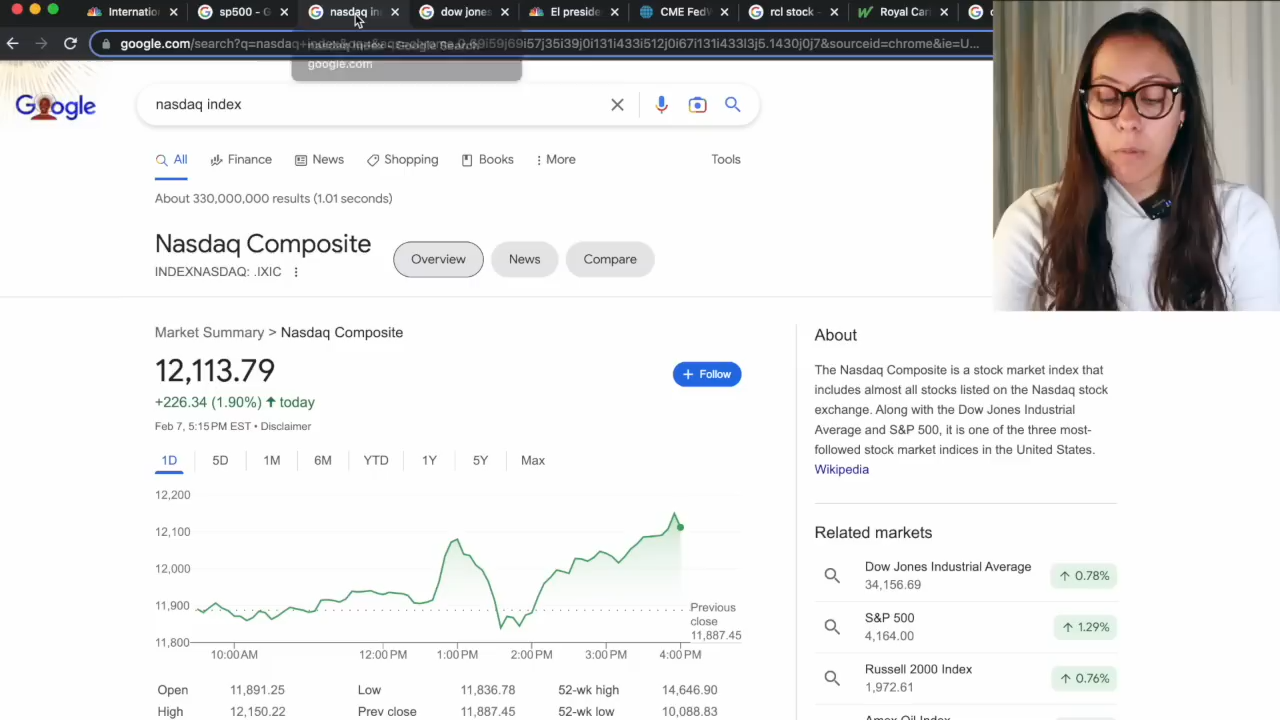 Internatio
sp500 - G
nasdaq in
dow jones
El preside
CME Fed
rcl stock -
Royal Car
google.com/search?q=nasdaq
nasdaq index - Google Search
google.com
Google
nasdaq index
All
Finance
News
Shopping
Books
More
Tools
About 330,000,000 results (1.01 seconds)
Nasdaq Composite
INDEXNASDAQ: .IXIC
Overview
News
Compare
Market Summary > Nasdaq Composite
12,113.79
+ Follow
+226.34 (1.90%) ↑ today
Feb 7, 5:15 PM EST • Disclaimer
1D 5D 1M 6M YTD 1Y 5Y Max
12,200
12,100
12,000
11,900
11,800
Previous
close
11,887.45
10:00 AM 12:00 PM 1:00 PM 2:00 PM 3:00 PM 4:00 PM
Open 11,891.25 Low 11,836.78 52-wk high 14,646.90
High 12,150.22 Prev close 11,887.45 52-wk low 10,088.83
About
The Nasdaq Composite is a stock market index that
includes almost all stocks listed on the Nasdaq stock
exchange. Along with the Dow Jones Industrial
Average and S&P 500, it is one of the three most-
followed stock market indices in the United States.
Wikipedia
Related markets
Dow Jones Industrial Average
34,156.69
↑ 0.78%
S&P 500
4,164.00
↑ 1.29%
Russell 2000 Index
1,972.61
↑ 0.76%